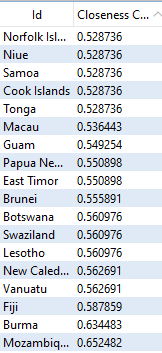 Id Closeness C...
Norfolk Isl... 0.528736
Niue 0.528736
Samoa 0.528736
Cook Islands 0.528736
Tonga 0.528736
Macau 0.536443
Guam 0.549254
Papua Ne... 0.550898
East Timor 0.550898
Brunei 0.555891
Botswana 0.560976
Swaziland 0.560976
Lesotho 0.560976
New Caled... 0.562691
Vanuatu 0.562691
Fiji 0.587859
Burma 0.634483
Mozambiq... 0.652482